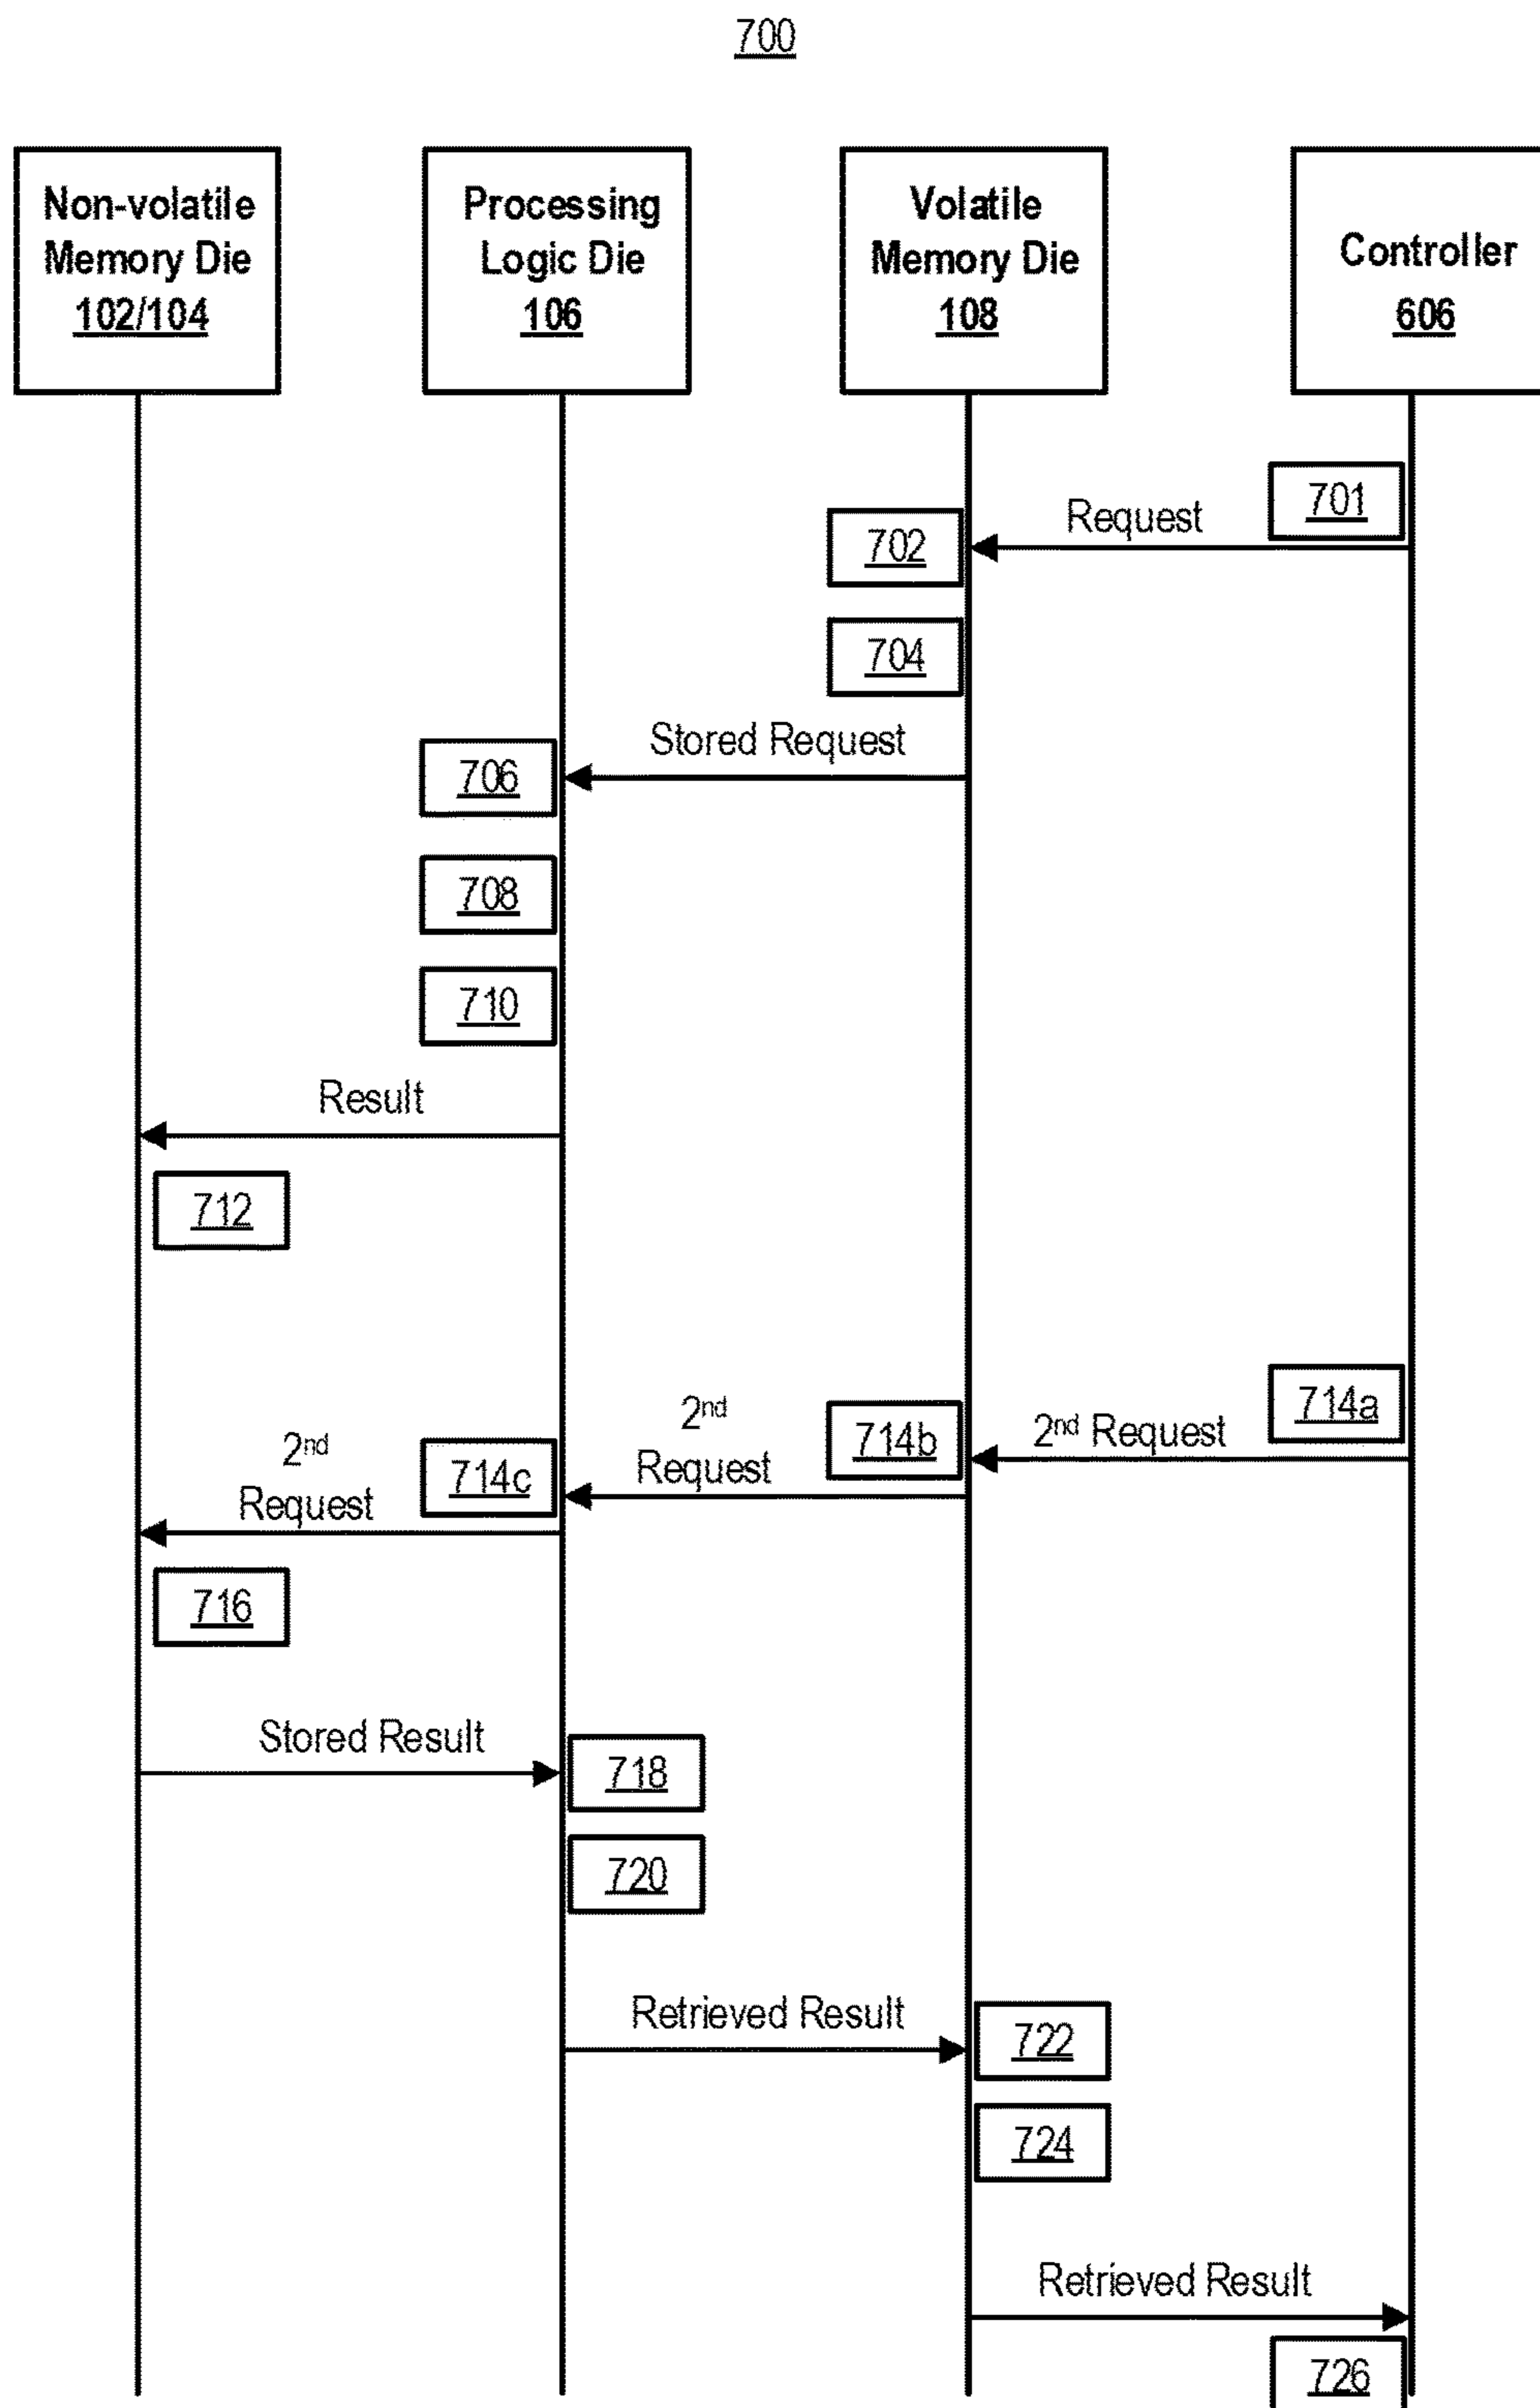 700
Non-volatile
Memory Die
102/104
Processing
Logic Die
106
Volatile
Memory Die
108
Controller
606
701
Request
702
704
Stored Request
706
708
710
Result
712
714a
2nd Request
714b
2nd
Request
714c
2nd
Request
716
Stored Result
718
720
Retrieved Result
722
724
Retrieved Result
726